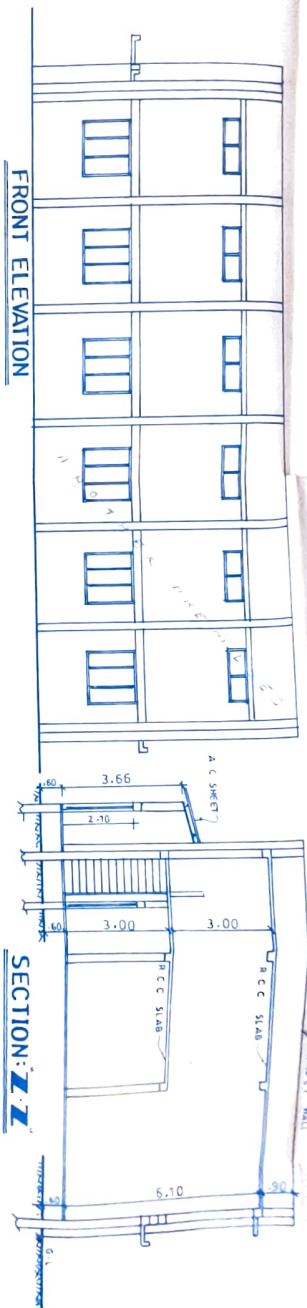 FRONT ELEVATION
A C SHEET
3.66
2.10
.60
.60
3.00
3.00
R C C SLAB
R C C SLAB
6.10
.90
G.L
SECTION: "Z-Z"